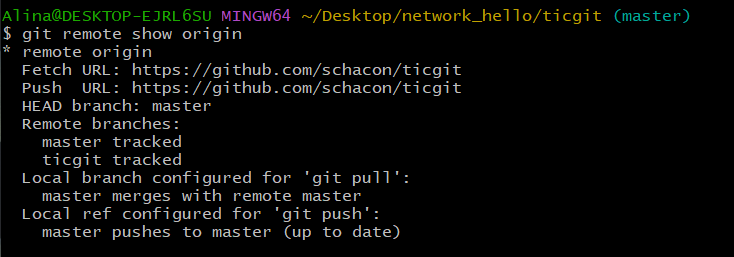 Alina@DESKTOP-EJRL6SU MINGW64 ~/Desktop/network_hello/ticgit (master)
$ git remote show origin
* remote origin
  Fetch URL: https://github.com/schacon/ticgit
  Push  URL: https://github.com/schacon/ticgit
  HEAD branch: master
  Remote branches:
    master tracked
    ticgit tracked
  Local branch configured for 'git pull':
    master merges with remote master
  Local ref configured for 'git push':
    master pushes to master (up to date)